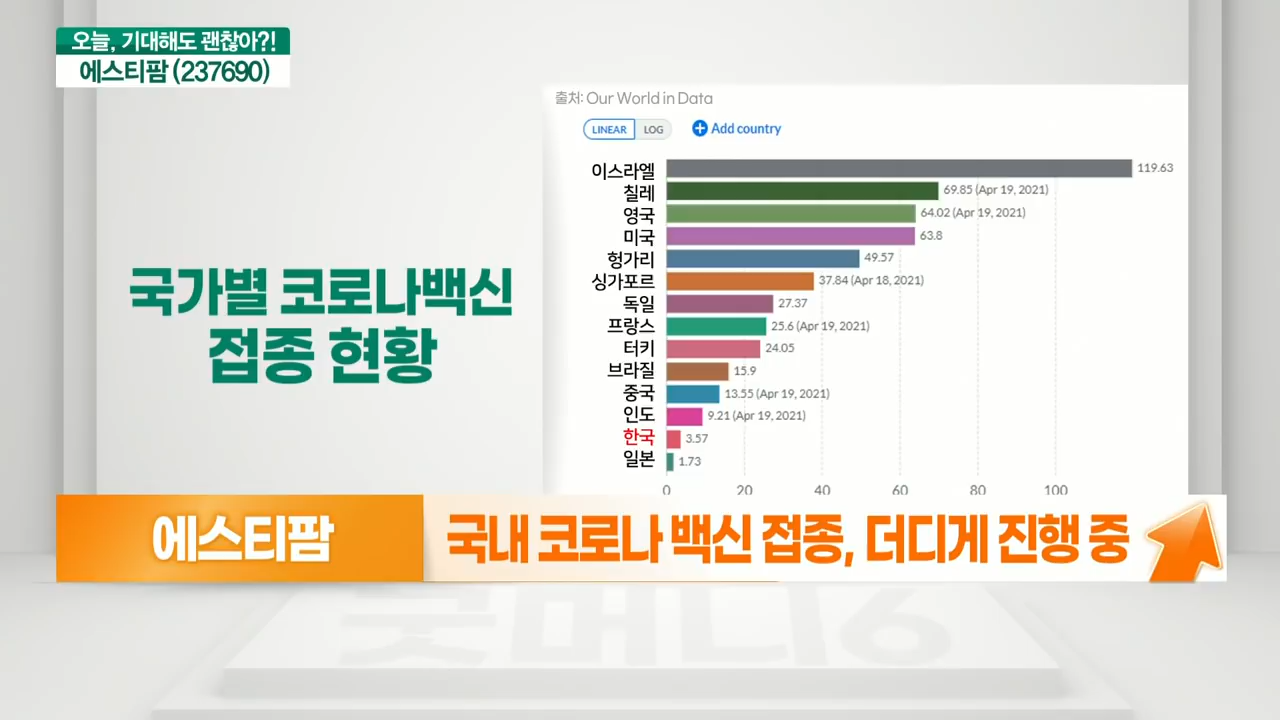 오늘, 기대해도 괜찮아?!
에스티팜 (237690)
국가별 코로나백신
접종 현황
출처: Our World in Data
LINEAR LOG Add country
이스라엘 119.63
칠레 69.85 (Apr 19, 2021)
영국 64.02 (Apr 19, 2021)
미국 63.8
헝가리 49.57
싱가포르 37.84 (Apr 18, 2021)
독일 27.37
프랑스 25.6 (Apr 19, 2021)
터키 24.05
브라질 15.9
중국 13.55 (Apr 19, 2021)
인도 9.21 (Apr 19, 2021)
한국 3.57
일본 1.73
0 20 40 60 80 100
에스티팜 국내 코로나 백신 접종, 더디게 진행 중
굿머니6